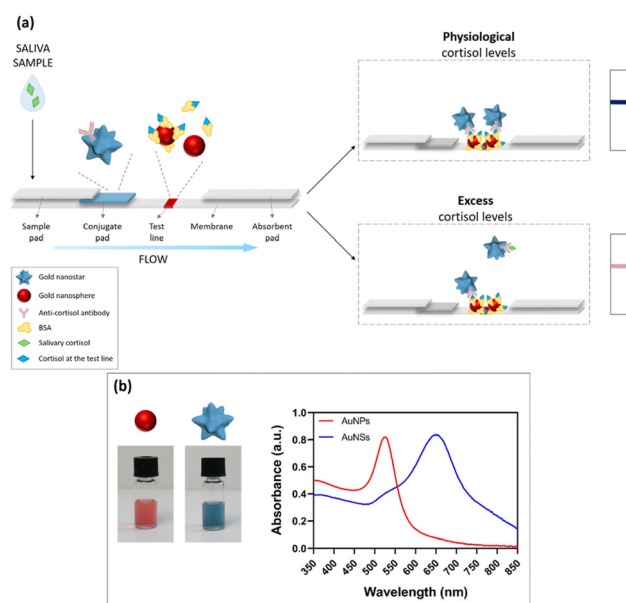 (a)
SALIVA
SAMPLE
Physiological
cortisol levels
Excess
cortisol levels
Sample
pad
Conjugate
pad
Test
line
Membrane
Absorbent
pad
FLOW
Gold nanostar
Gold nanosphere
Anti-cortisol antibody
BSA
Salivary cortisol
Cortisol at the test line
(b)
AuNPs
AuNSs
Absorbance (a.u.)
1.0
0.8
0.6
0.4
0.2
0.0
350
400
450
500
550
600
650
700
750
800
850
Wavelength (nm)